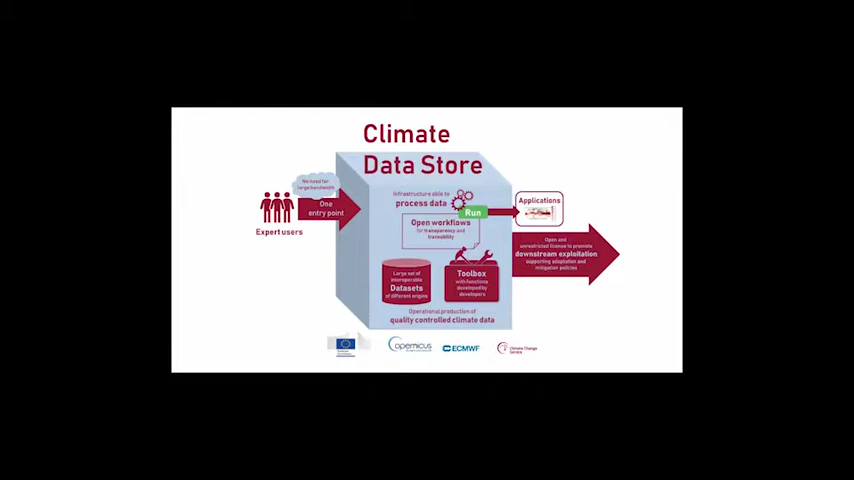 Climate
Data Store
No need for
large bandwidth
One
entry point
Expert users
Infrastructure able to
process data
Run
Applications
Open workflows
for transparency and
traceability
Open and
unrestricted license to promote
downstream exploitation
supporting adaptation and
mitigation policies
Large set of
interoperable
Datasets
of different origins
Toolbox
with functions
developed by
developers
Operational production of
quality controlled climate data
opernicus
ECMWF
Climate Change
Service